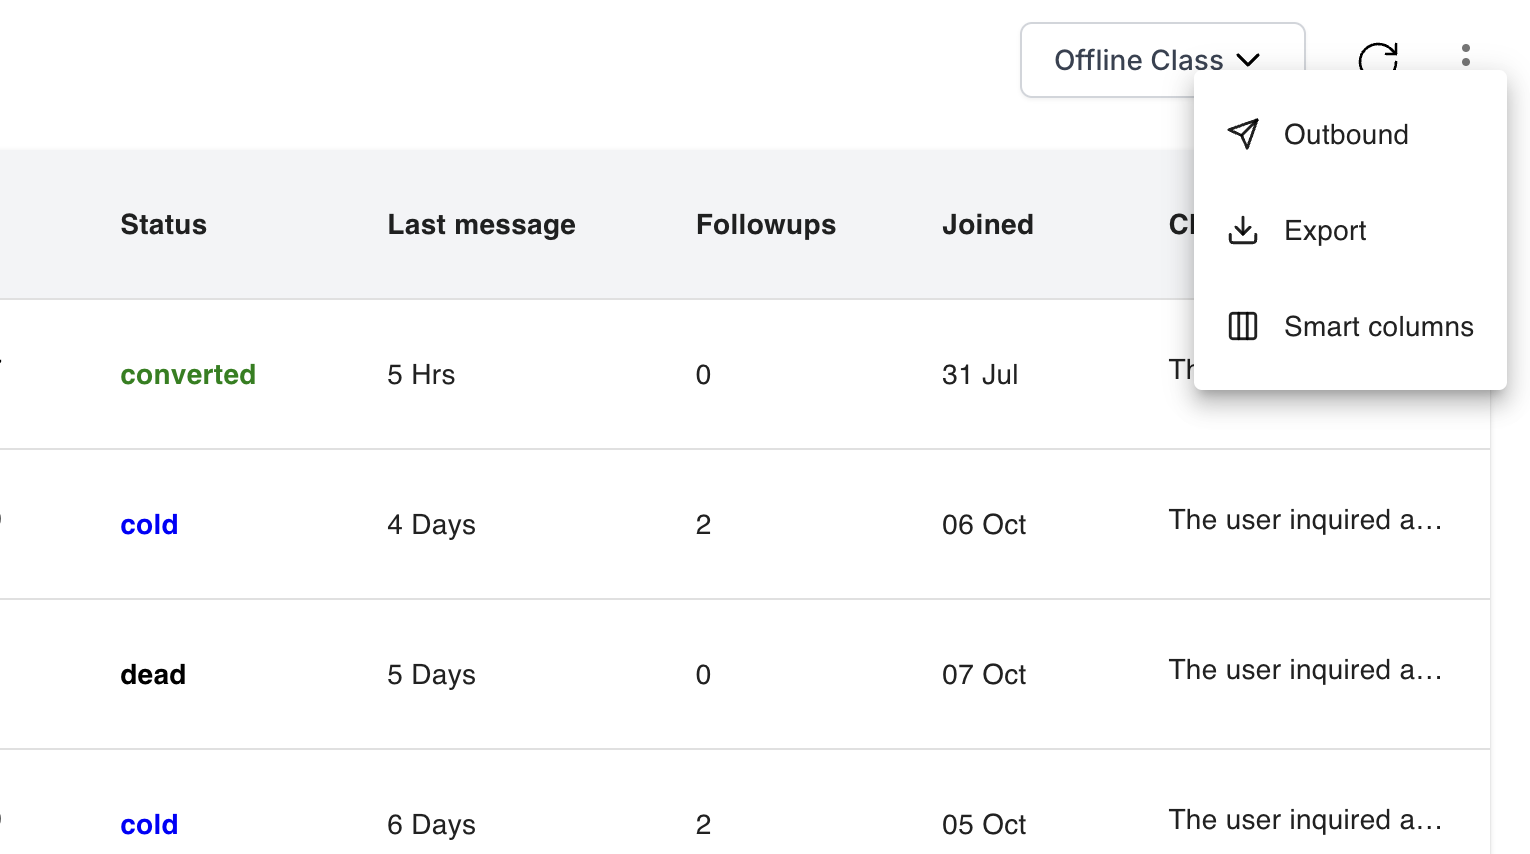 Offline Class
Outbound
Export
Smart columns
Status Last message Followups Joined
converted 5 Hrs 0 31 Jul
cold 4 Days 2 06 Oct The user inquired a...
dead 5 Days 0 07 Oct The user inquired a...
cold 6 Days 2 05 Oct The user inquired a...